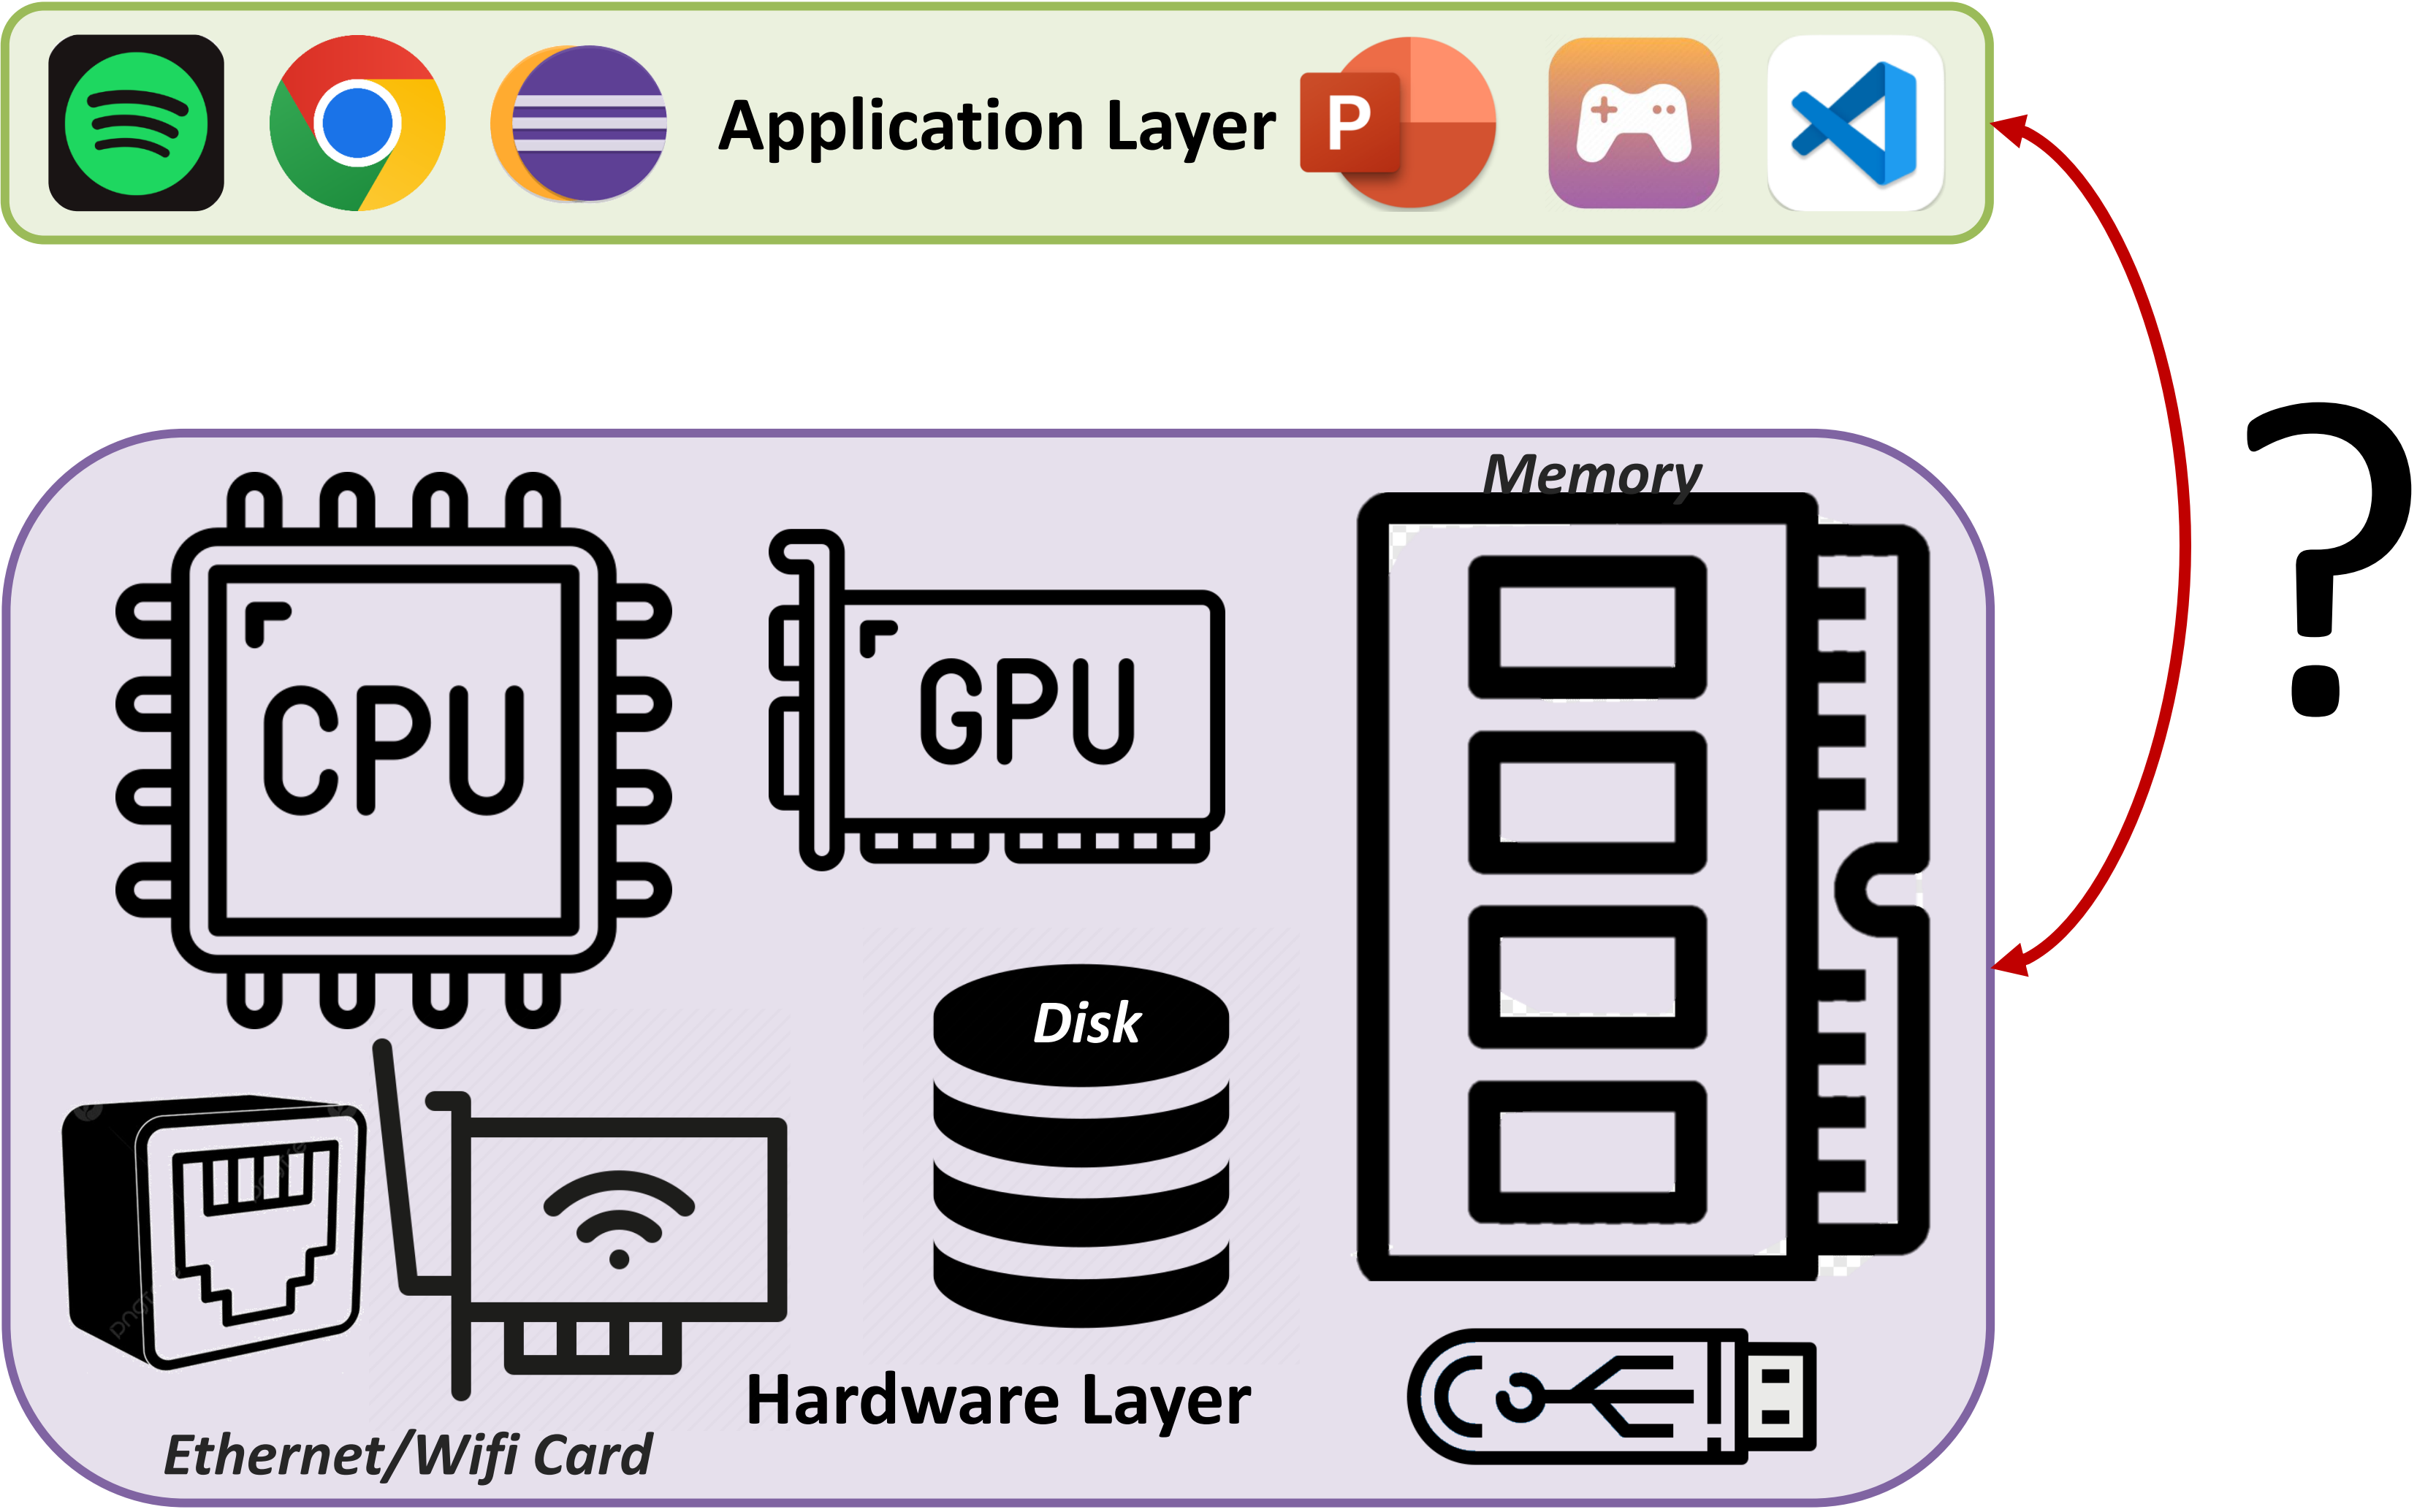 Application Layer
P
?
Memory
CPU
GPU
Disk
Hardware Layer
Ethernet/Wifi Card